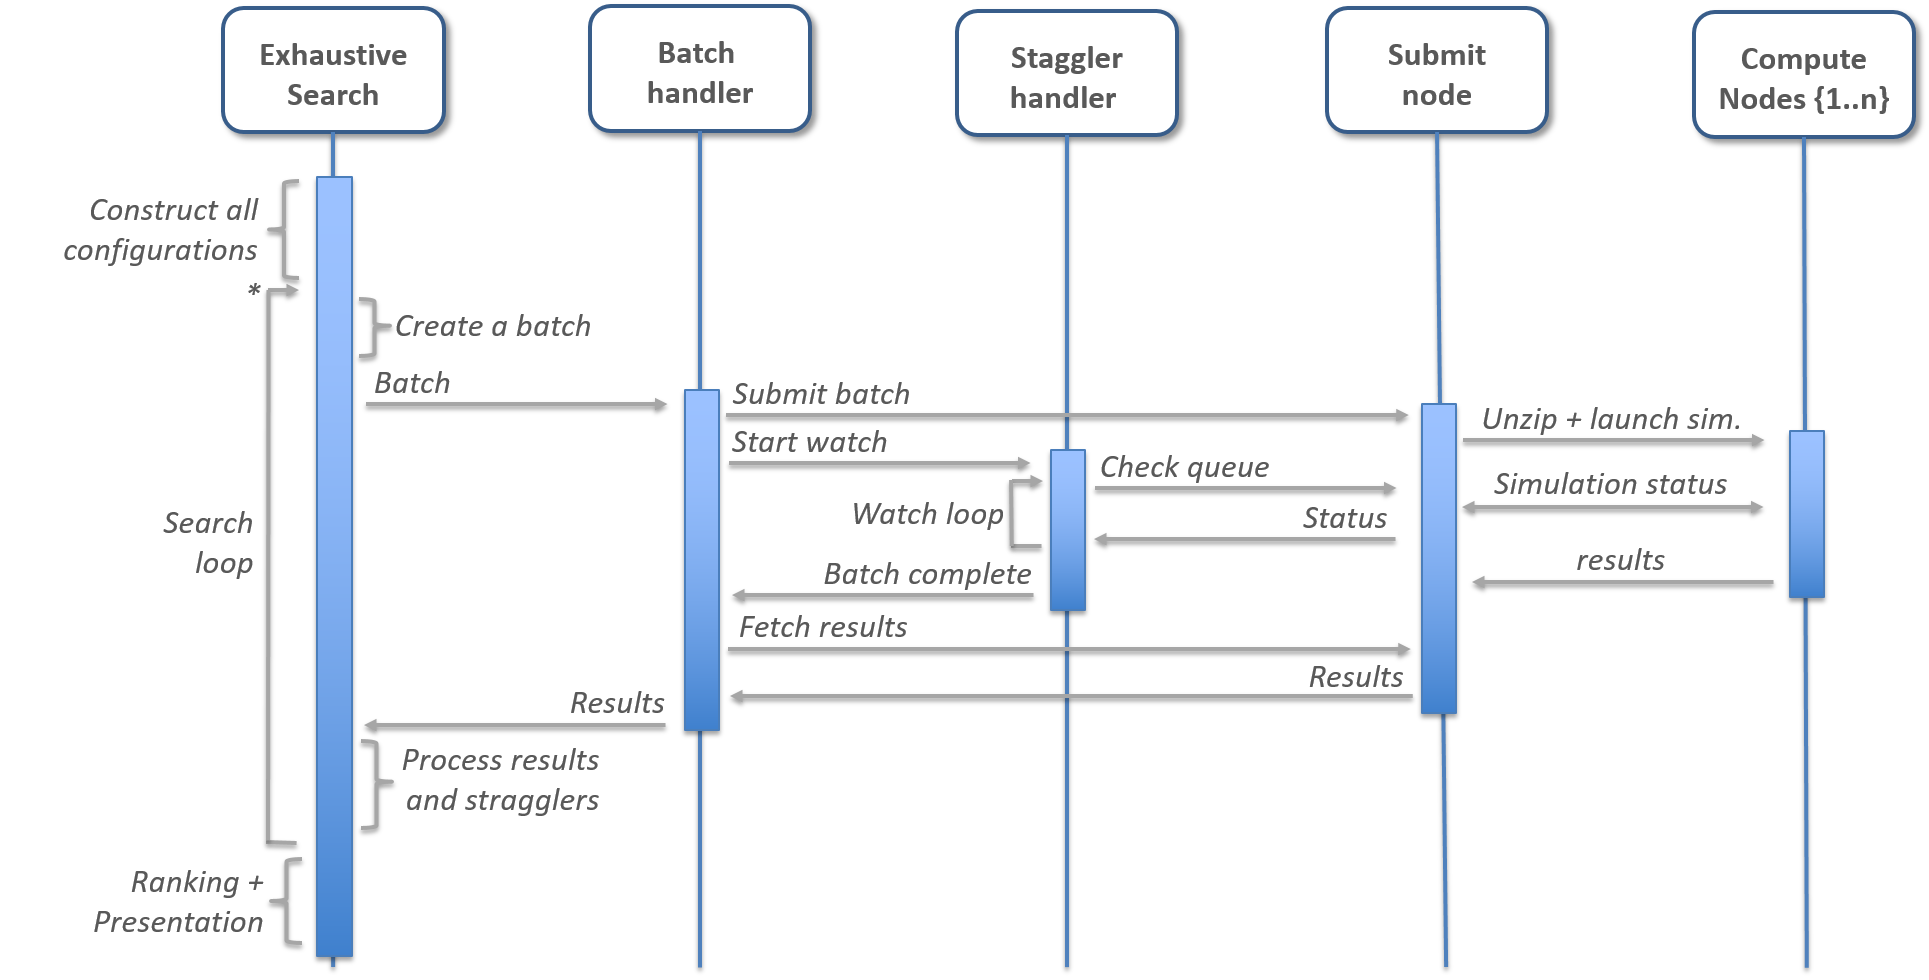 Exhaustive
Search
Batch
handler
Staggler
handler
Submit
node
Compute
Nodes {1..n}
Construct all
configurations
*
Create a batch
Batch
Submit batch
Unzip + launch sim.
Start watch
Check queue
Simulation status
Watch loop
Status
Search
loop
results
Batch complete
Fetch results
Results
Results
Process results
and stragglers
Ranking +
Presentation